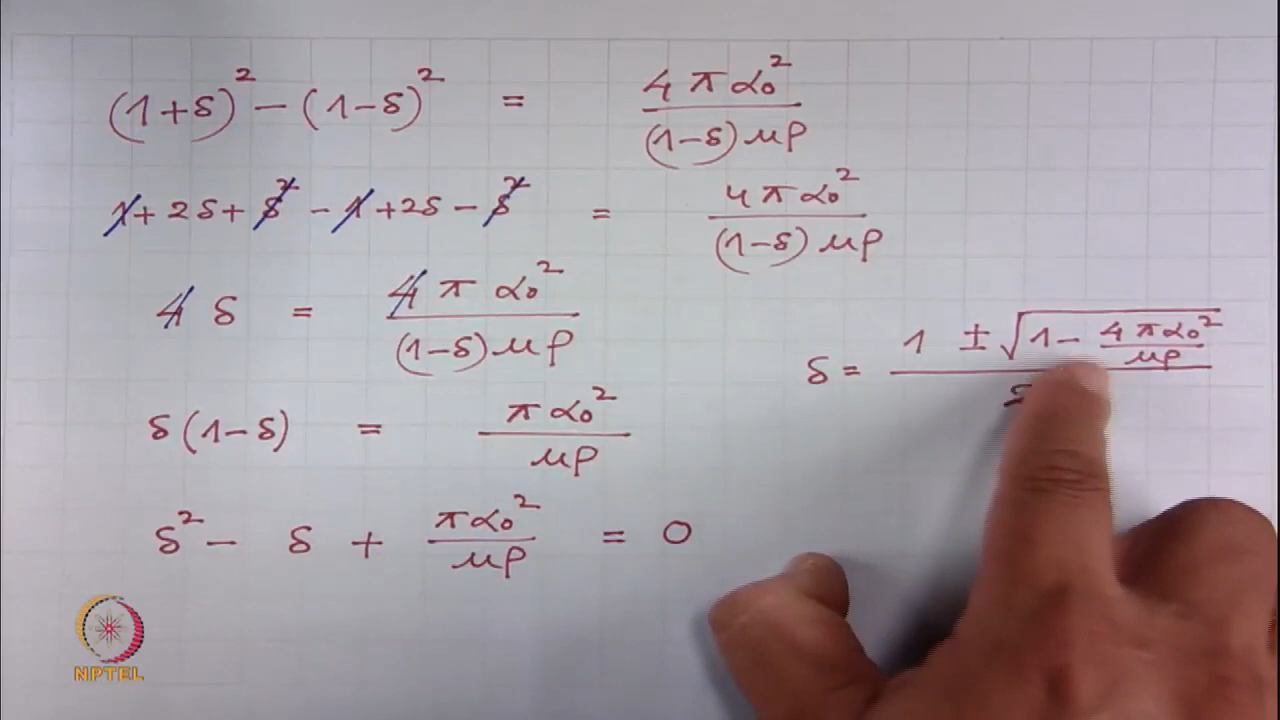 (1+δ)² − (1−δ)² = 4πα₀² / (1−δ)μρ
1 + 2δ + δ² − 1 + 2δ − δ² = 4πα₀² / (1−δ)μρ
4 δ = 4πα₀² / (1−δ)μρ
δ(1−δ) = πα₀² / μρ
δ² − δ + πα₀² / μρ = 0
δ = 1 ± √(1 − 4πα₀² / μρ)
NPTEL